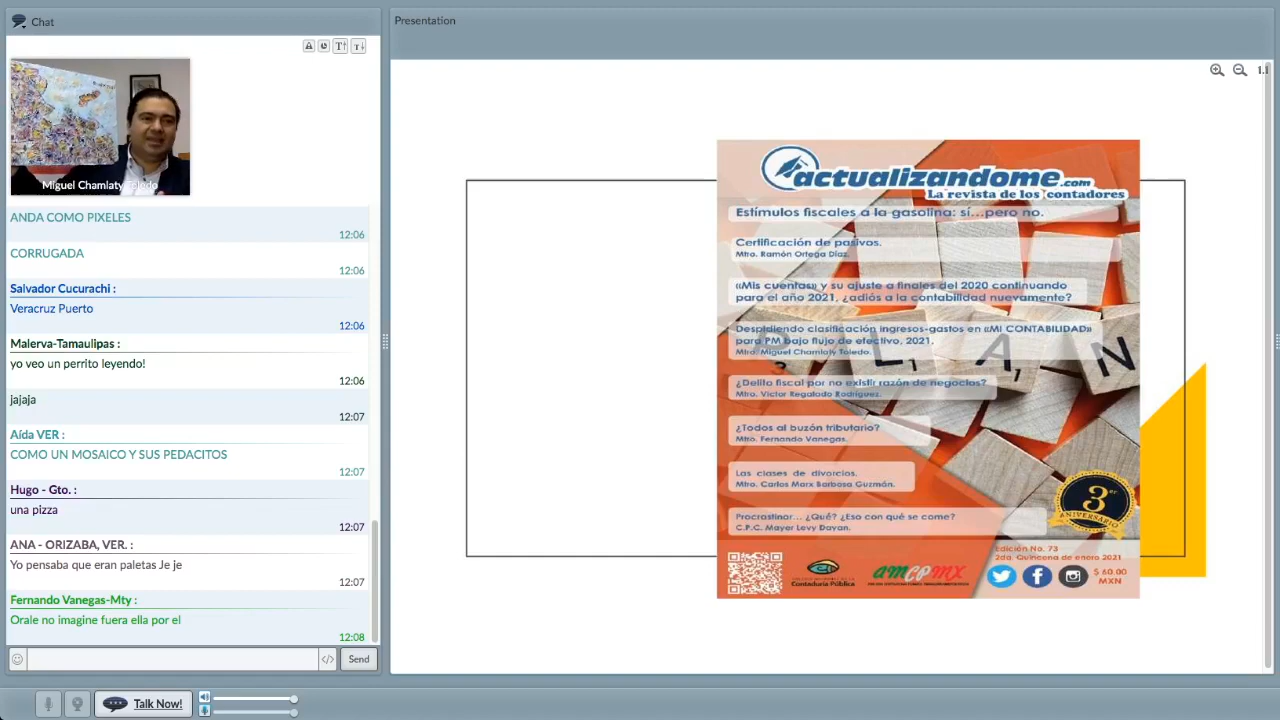 Chat
Miguel Chamlaty Toledo
ANDA COMO PIXELES
12:06
CORRUGADA
12:06
Salvador Cucurachi :
Veracruz Puerto
12:06
Malerva-Tamaulipas :
yo veo un perrito leyendo!
12:06
jajaja
12:07
Aída VER :
COMO UN MOSAICO Y SUS PEDACITOS
12:07
Hugo - Gto. :
una pizza
12:07
ANA - ORIZABA, VER. :
Yo pensaba que eran paletas Je je
12:07
Fernando Vanegas-Mty :
Orale no imagine fuera ella por el
12:08
Send
Talk Now!
Presentation
actualizandome.com
La revista de los contadores
Estímulos fiscales a la gasolina: sí...pero no.
Certificación de pasivos.
Mtro. Ramón Ortega Díaz.
«Mis cuentas» y su ajuste a finales del 2020 continuando
para el año 2021, ¿adiós a la contabilidad nuevamente?
Despidiendo clasificación ingresos-gastos en «MI CONTABILIDAD»
para PM bajo flujo de efectivo, 2021.
Mtro. Miguel Chamlaty Toledo.
PLAN
¿Delito fiscal por no existir razón de negocios?
Mtro. Víctor Regalado Rodríguez.
¿Todos al buzón tributario?
Mtro. Fernando Vanegas.
Las clases de divorcios.
Mtro. Carlos Marx Barbosa Guzmán.
Procrastinar... ¿Qué? ¿Eso con qué se come?
C.P.C. Mayer Levy Dayan.
3er
ANIVERSARIO
Edición No. 73
2da. Quincena de enero 2021
$ 60.00
MXN
Contaduría Pública
amcpmx